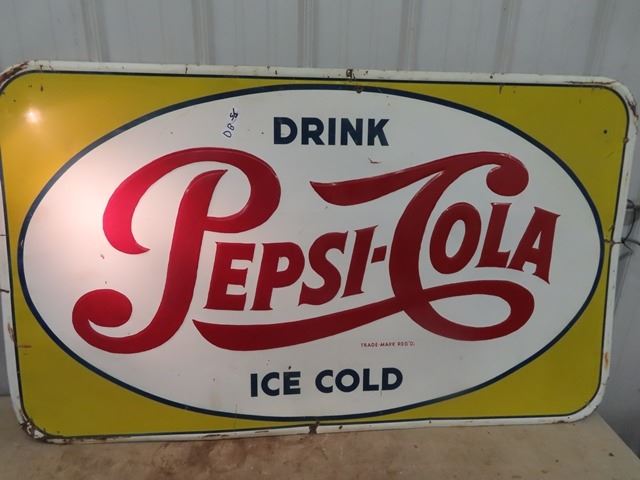 DRINK
PEPSI-COLA
TRADE-MARK REG'D.
ICE COLD